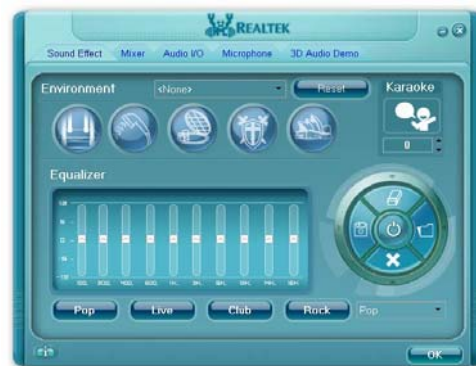 REALTEK
Sound Effect Mixer Audio I/O Microphone 3D Audio Demo
Environment <None> Reset Karaoke
0
Equalizer
Pop Live Club Rock Pop
OK